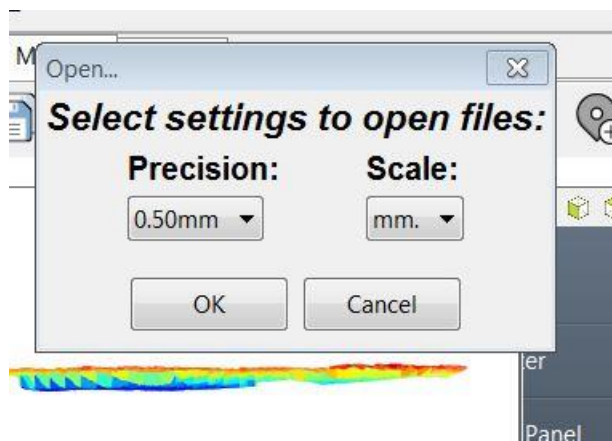 M
Open...
Select settings to open files:
Precision: Scale:
0.50mm mm.
OK Cancel
er
Panel